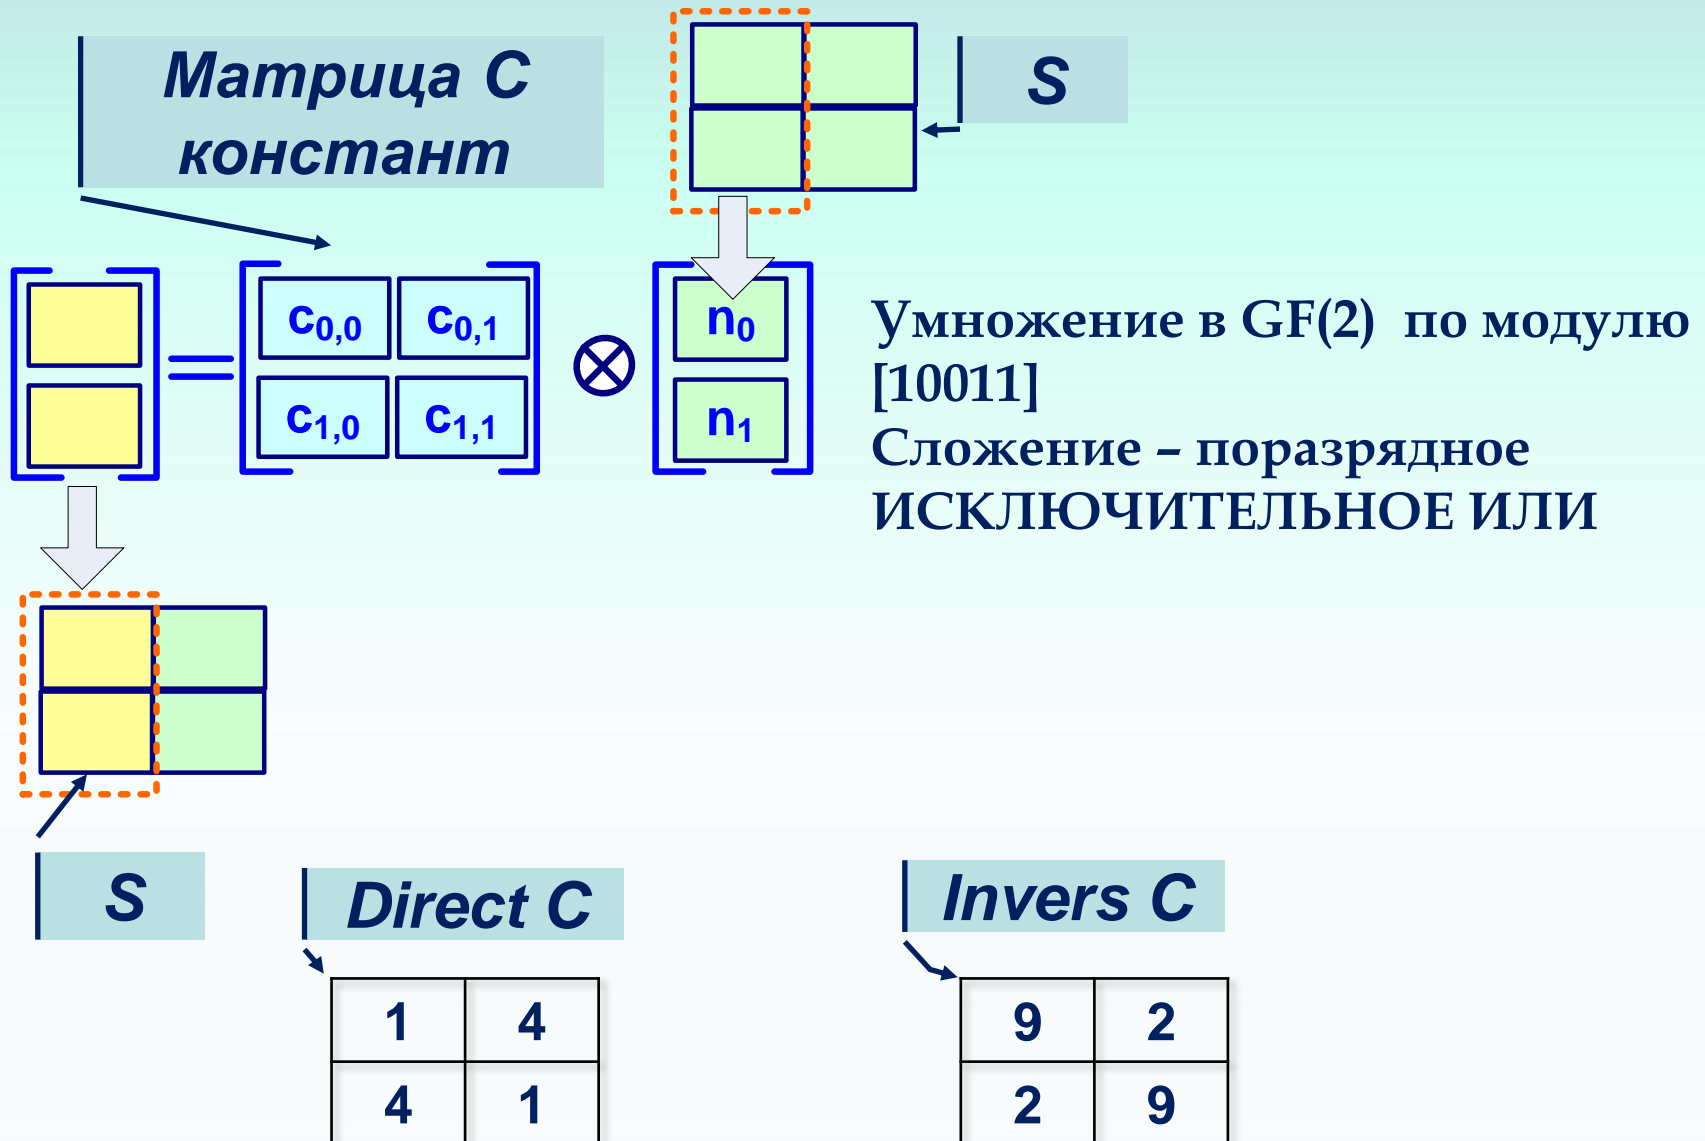 Матрица C
констант
S
c0,0 c0,1
c1,0 c1,1
n0
n1
Умножение в GF(2) по модулю
[10011]
Сложение – поразрядное
ИСКЛЮЧИТЕЛЬНОЕ ИЛИ
S
Direct C
1 4
4 1
Invers C
9 2
2 9